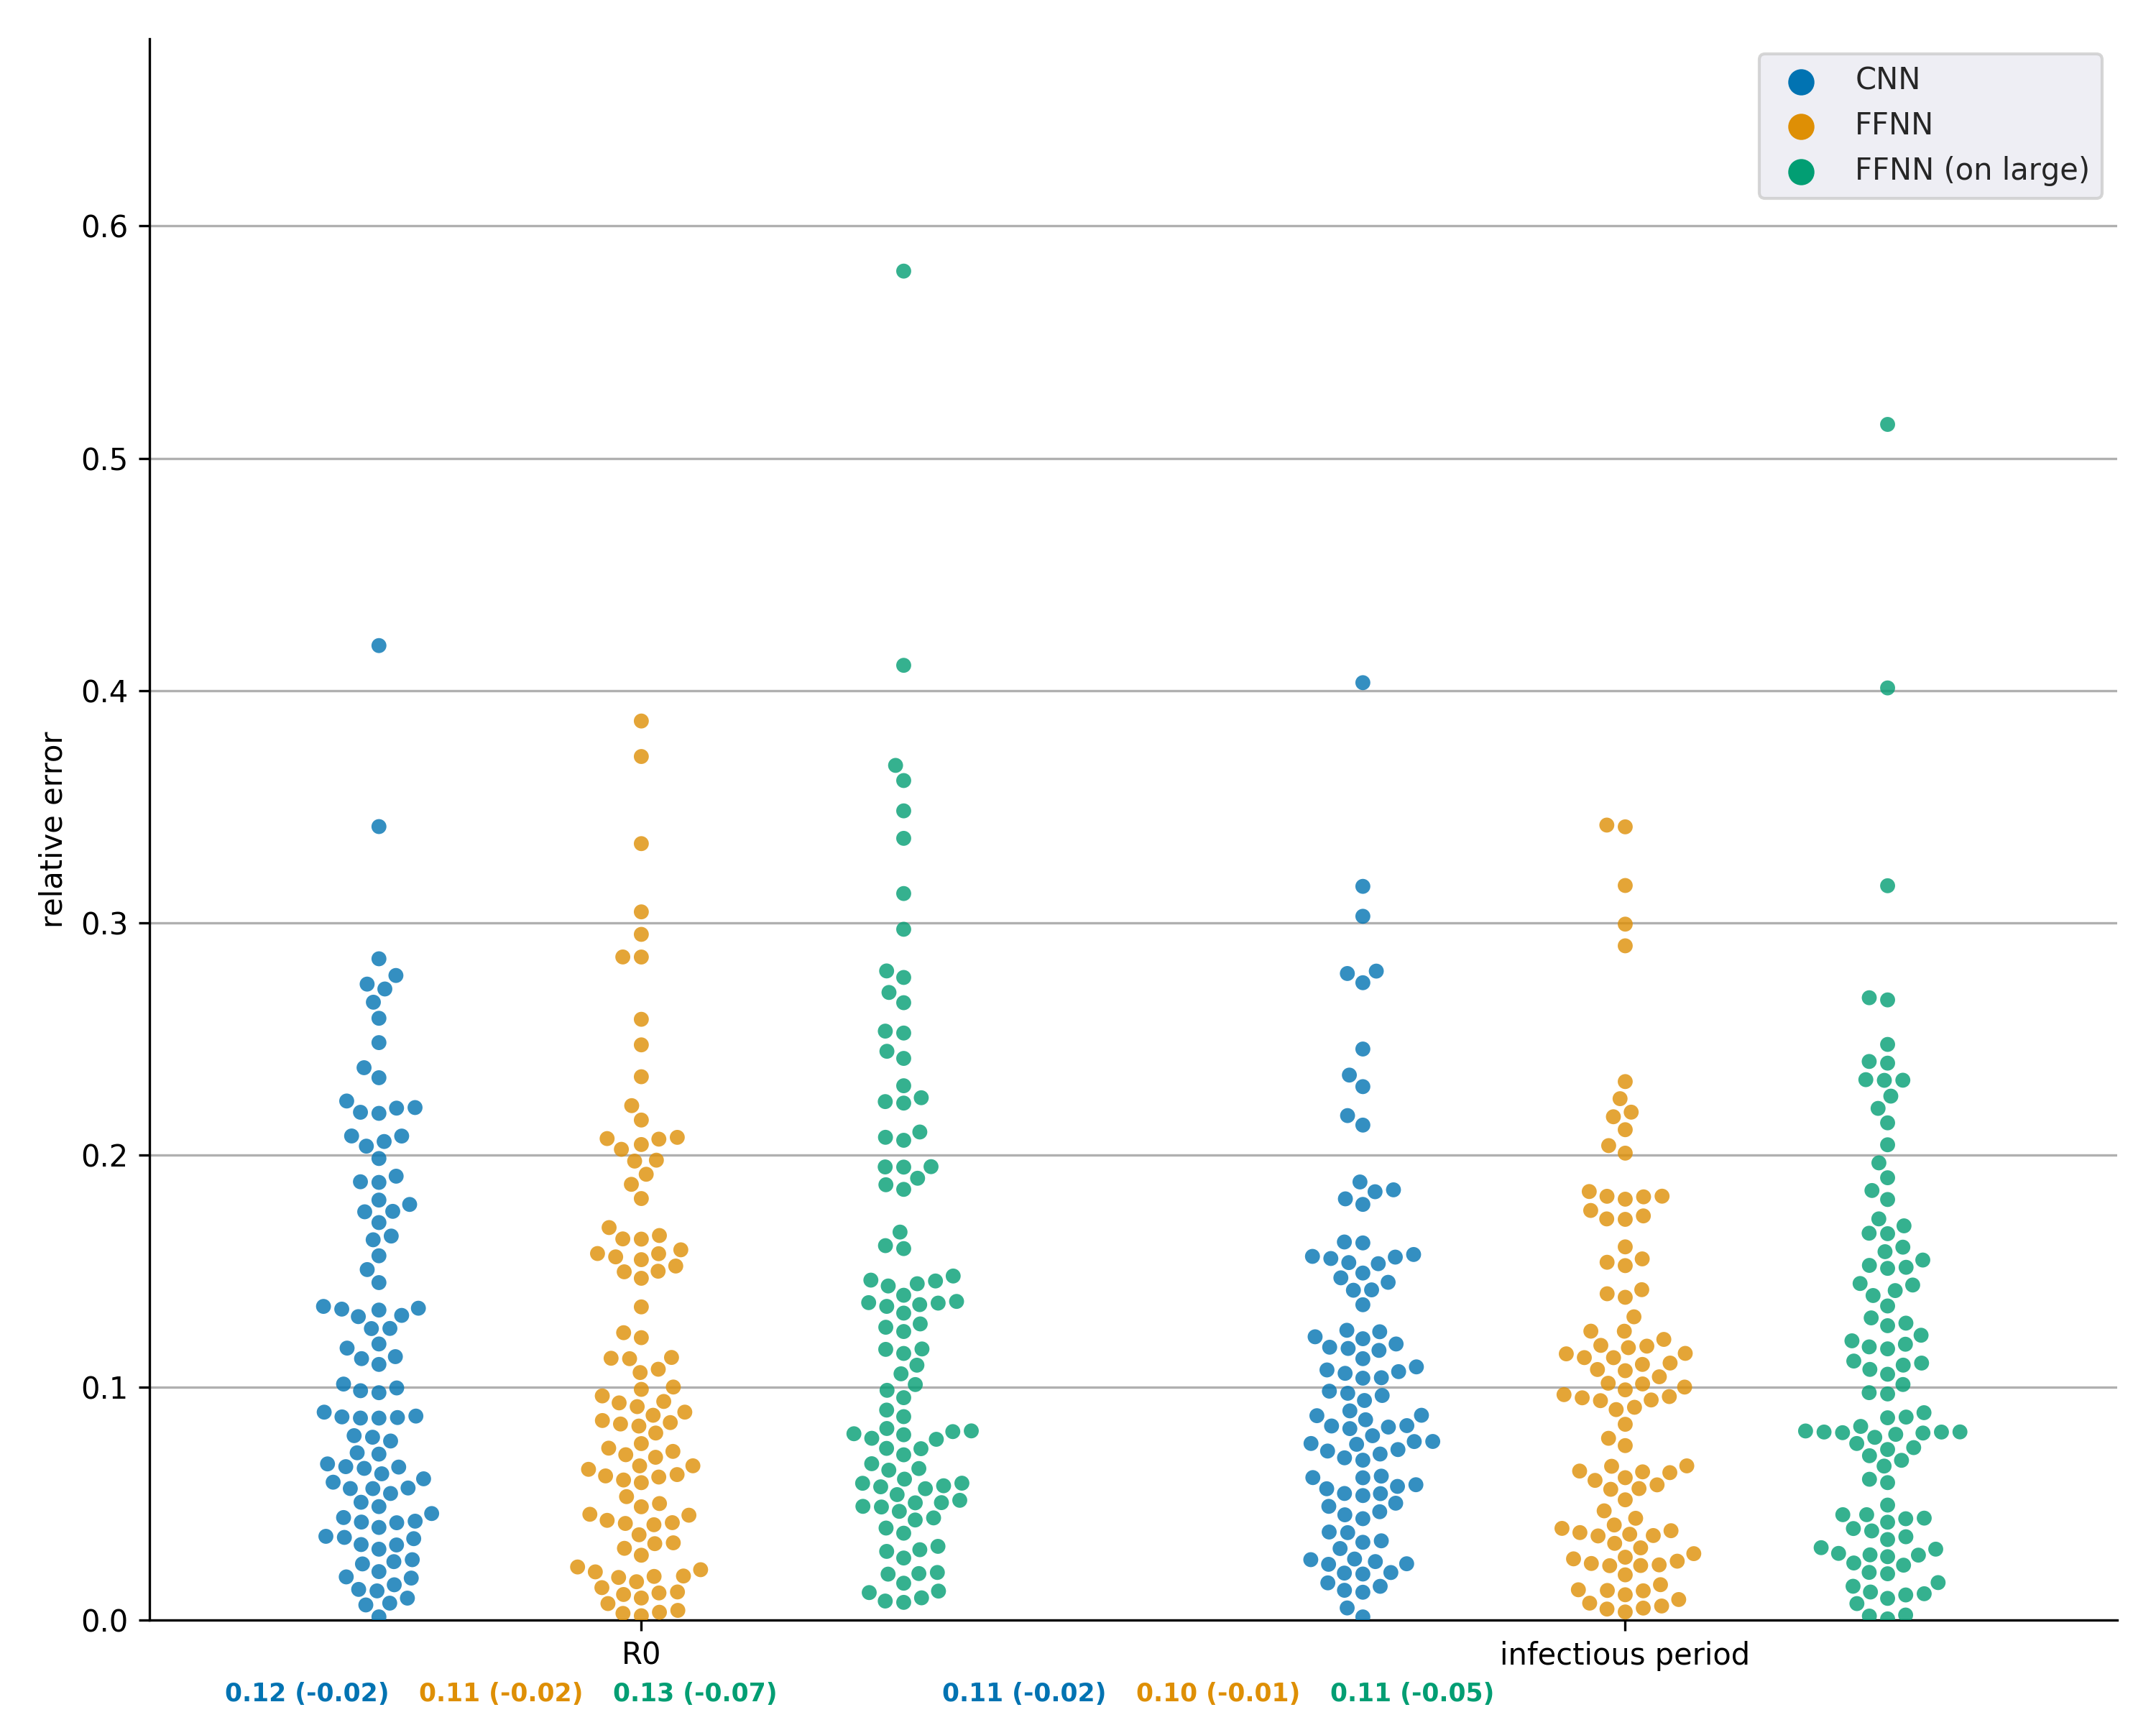 CNN
FFNN
FFNN (on large)
relative error
0.6
0.5
0.4
0.3
0.2
0.1
0.0
R0 infectious period
0.12 (-0.02) 0.11 (-0.02) 0.13 (-0.07) 0.11 (-0.02) 0.10 (-0.01) 0.11 (-0.05)